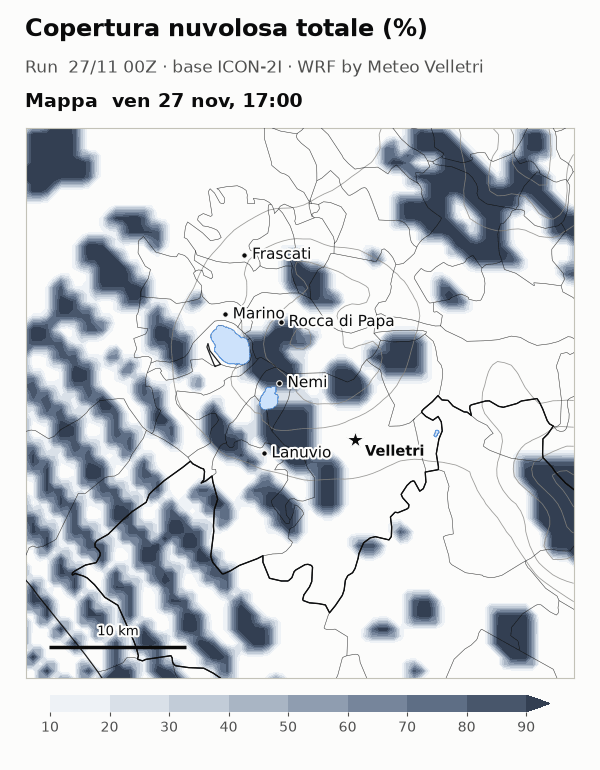 Copertura nuvolosa totale (%)
Run  27/11 00Z · base ICON-2I · WRF by Meteo Velletri
Mappa  ven 27 nov, 17:00
Frascati
Marino
Rocca di Papa
Nemi
Velletri
Lanuvio
10 km
10 20 30 40 50 60 70 80 90